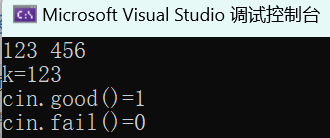 Microsoft Visual Studio 调试控制台
123 456
k=123
cin.good()=1
cin.fail()=0